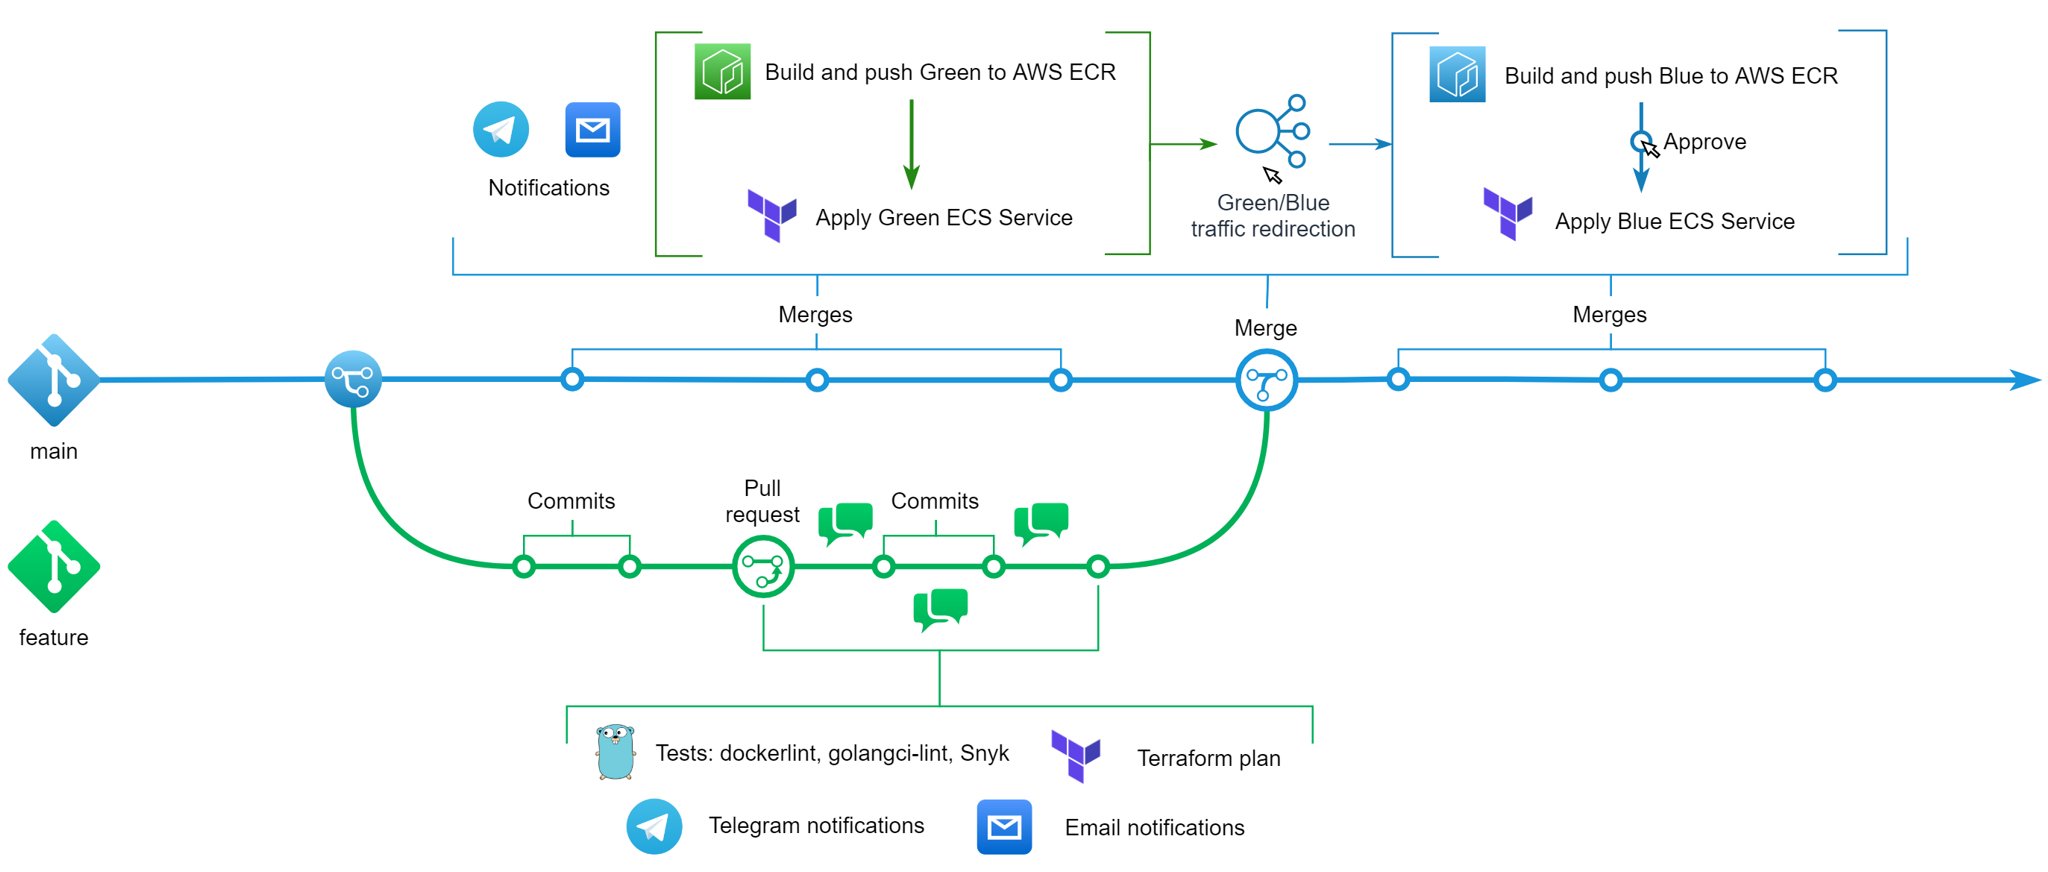 Build and push Green to AWS ECR
Build and push Blue to AWS ECR
Approve
Notifications
Apply Green ECS Service
Green/Blue
traffic redirection
Apply Blue ECS Service
Merges
Merge
Merges
main
Commits
Pull
request
Commits
feature
Tests: dockerlint, golangci-lint, Snyk
Terraform plan
Telegram notifications
Email notifications